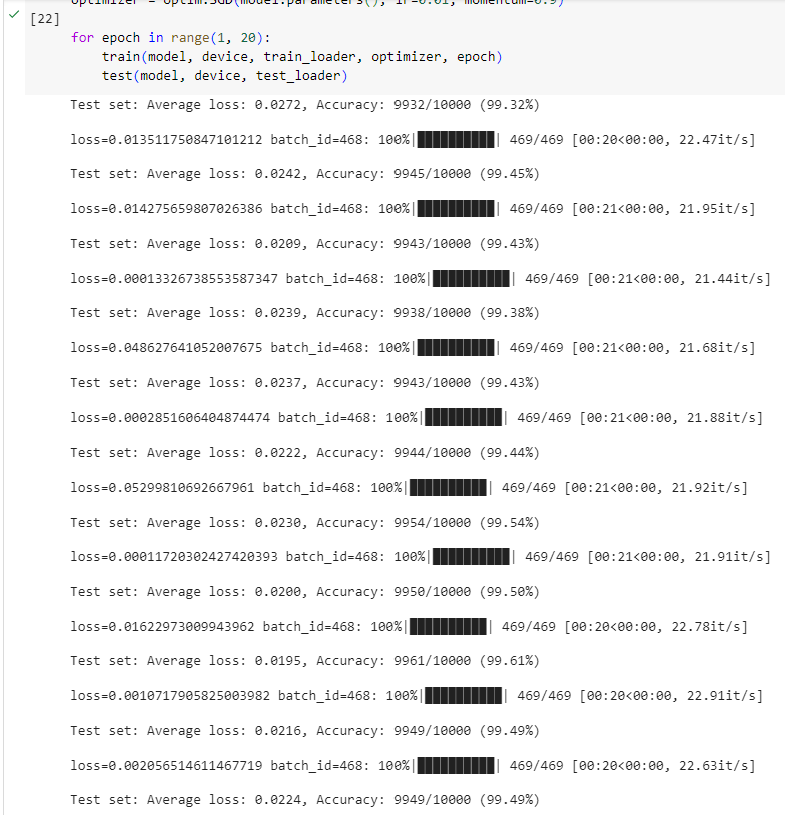 optimizer = optim.SGD(model.parameters(), lr=0.01, momentum=0.9)
[22]
for epoch in range(1, 20):
train(model, device, train_loader, optimizer, epoch)
test(model, device, test_loader)
Test set: Average loss: 0.0272, Accuracy: 9932/10000 (99.32%)
loss=0.013511750847101212 batch_id=468: 100%|██████████| 469/469 [00:20<00:00, 22.47it/s]
Test set: Average loss: 0.0242, Accuracy: 9945/10000 (99.45%)
loss=0.014275659807026386 batch_id=468: 100%|██████████| 469/469 [00:21<00:00, 21.95it/s]
Test set: Average loss: 0.0209, Accuracy: 9943/10000 (99.43%)
loss=0.00013326738553587347 batch_id=468: 100%|██████████| 469/469 [00:21<00:00, 21.44it/s]
Test set: Average loss: 0.0239, Accuracy: 9938/10000 (99.38%)
loss=0.048627641052007675 batch_id=468: 100%|██████████| 469/469 [00:21<00:00, 21.68it/s]
Test set: Average loss: 0.0237, Accuracy: 9943/10000 (99.43%)
loss=0.0002851606404874474 batch_id=468: 100%|██████████| 469/469 [00:21<00:00, 21.88it/s]
Test set: Average loss: 0.0222, Accuracy: 9944/10000 (99.44%)
loss=0.05299810692667961 batch_id=468: 100%|██████████| 469/469 [00:21<00:00, 21.92it/s]
Test set: Average loss: 0.0230, Accuracy: 9954/10000 (99.54%)
loss=0.00011720302427420393 batch_id=468: 100%|██████████| 469/469 [00:21<00:00, 21.91it/s]
Test set: Average loss: 0.0200, Accuracy: 9950/10000 (99.50%)
loss=0.01622973009943962 batch_id=468: 100%|██████████| 469/469 [00:20<00:00, 22.78it/s]
Test set: Average loss: 0.0195, Accuracy: 9961/10000 (99.61%)
loss=0.0010717905825003982 batch_id=468: 100%|██████████| 469/469 [00:20<00:00, 22.91it/s]
Test set: Average loss: 0.0216, Accuracy: 9949/10000 (99.49%)
loss=0.002056514611467719 batch_id=468: 100%|██████████| 469/469 [00:20<00:00, 22.63it/s]
Test set: Average loss: 0.0224, Accuracy: 9949/10000 (99.49%)